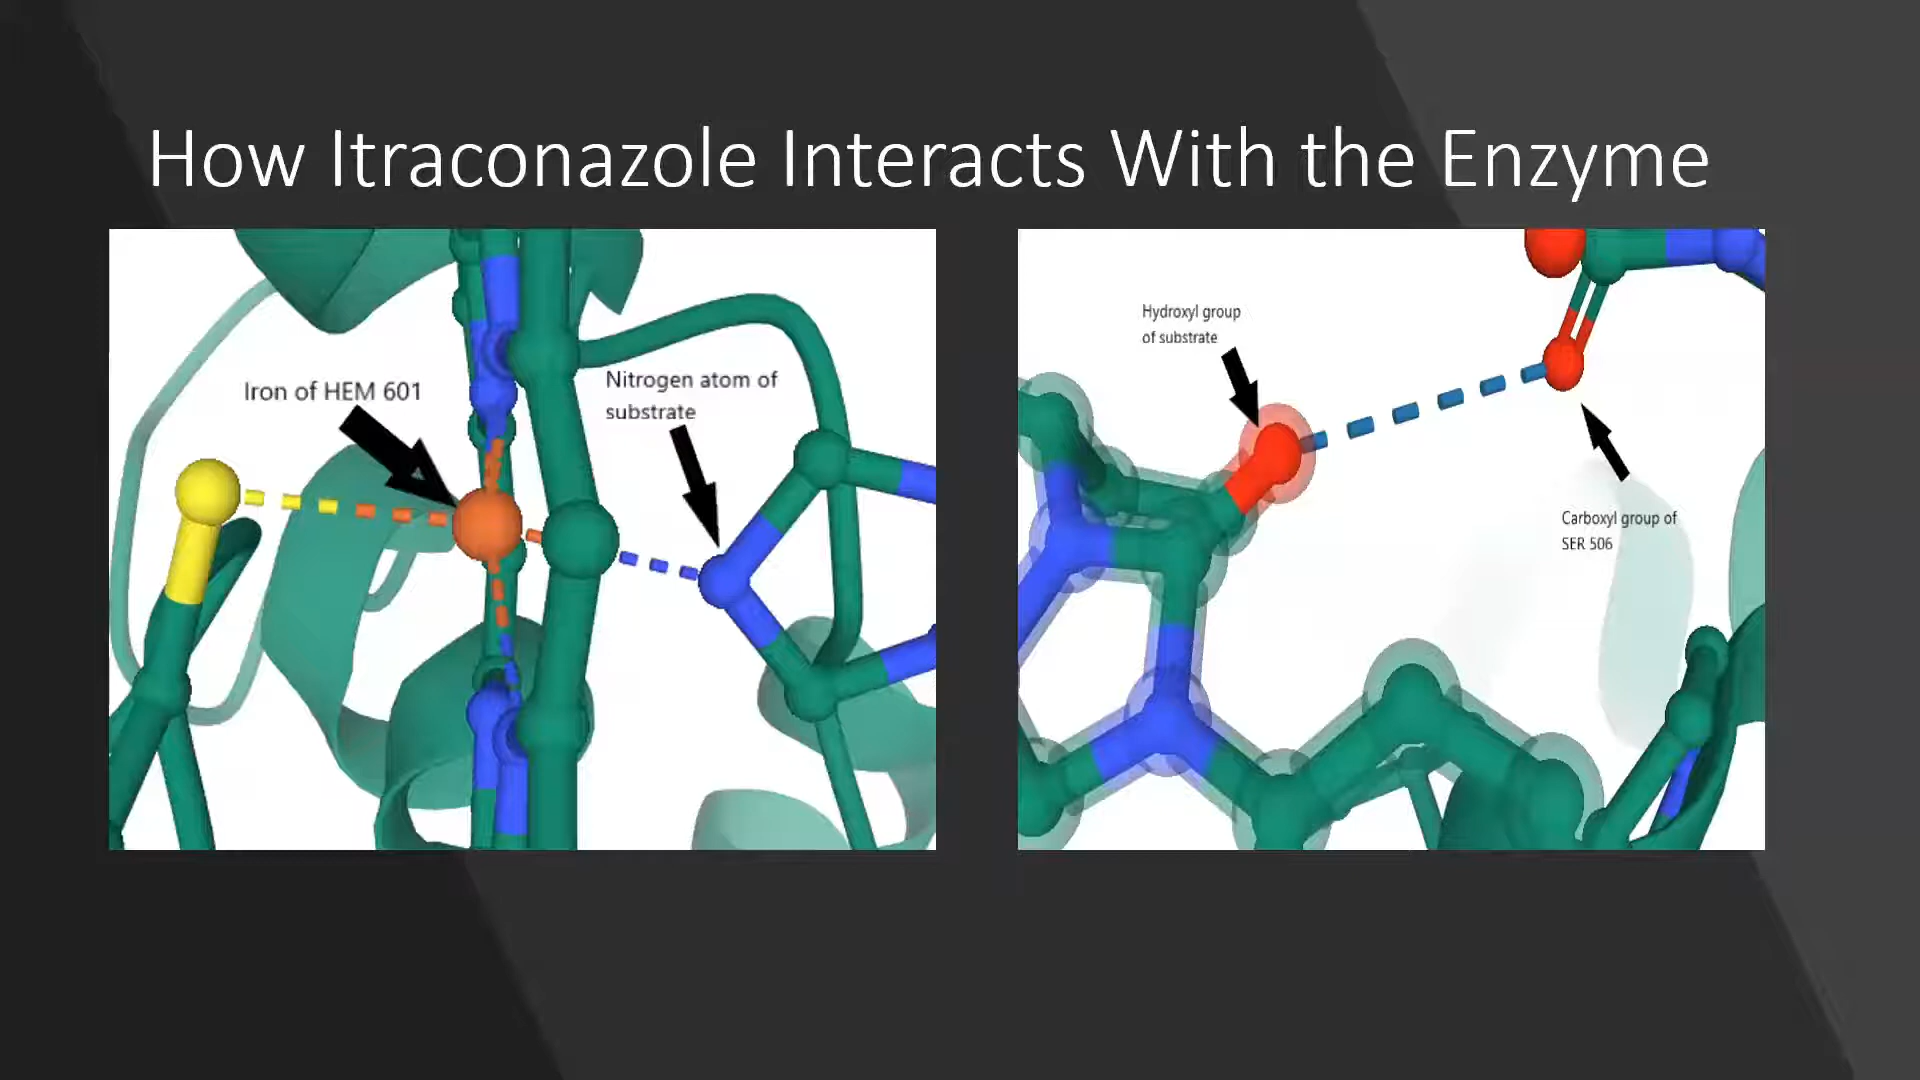 How Itraconazole Interacts With the Enzyme
Iron of HEM 601
Nitrogen atom of
substrate
Hydroxyl group
of substrate
Carboxyl group of
SER 506